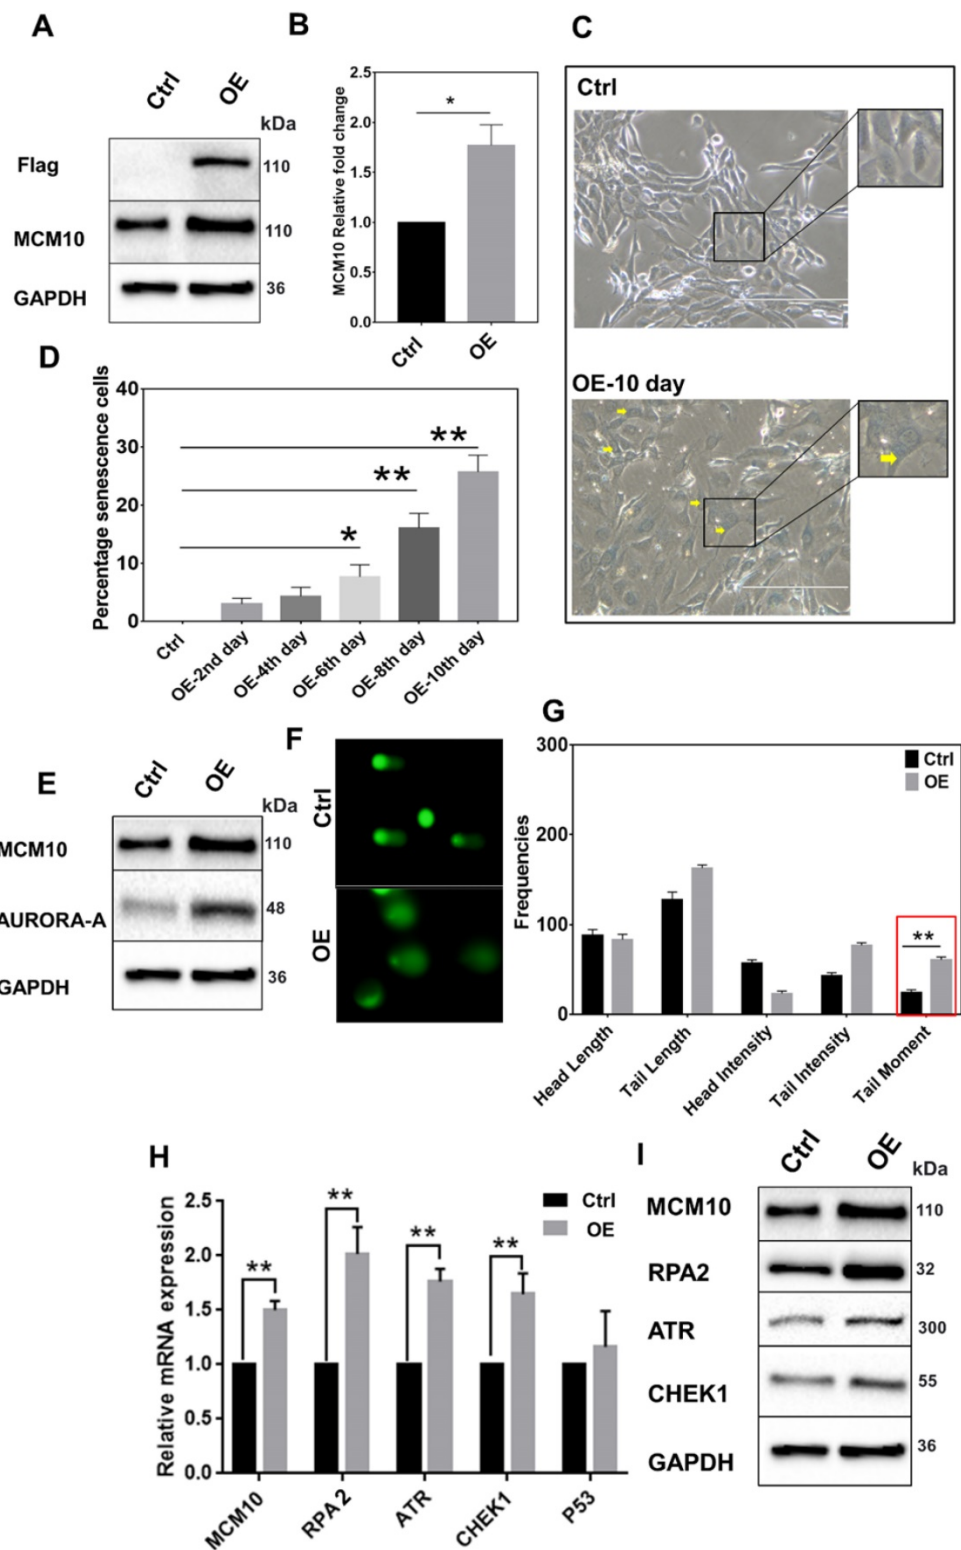 A
Ctrl
OE
kDa
Flag
110
MCM10
110
GAPDH
36
B
MCM10 Relative fold change
2.5
2.0
1.5
1.0
0.5
0.0
*
Ctrl
OE
C
Ctrl
OE-10 day
D
Percentage senescence cells
40
30
20
10
0
**
**
*
Ctrl
OE-2nd day
OE-4th day
OE-6th day
OE-8th day
OE-10th day
E
Ctrl
OE
kDa
MCM10
110
AURORA-A
48
GAPDH
36
F
Ctrl
OE
G
Frequencies
300
200
100
0
Ctrl
OE
**
Head Length
Tail Length
Head Intensity
Tail Intensity
Tail Moment
H
Relative mRNA expression
2.5
2.0
1.5
1.0
0.5
0.0
Ctrl
OE
**
**
**
**
MCM10
RPA2
ATR
CHEK1
P53
I
Ctrl
OE
kDa
MCM10
110
RPA2
32
ATR
300
CHEK1
55
GAPDH
36